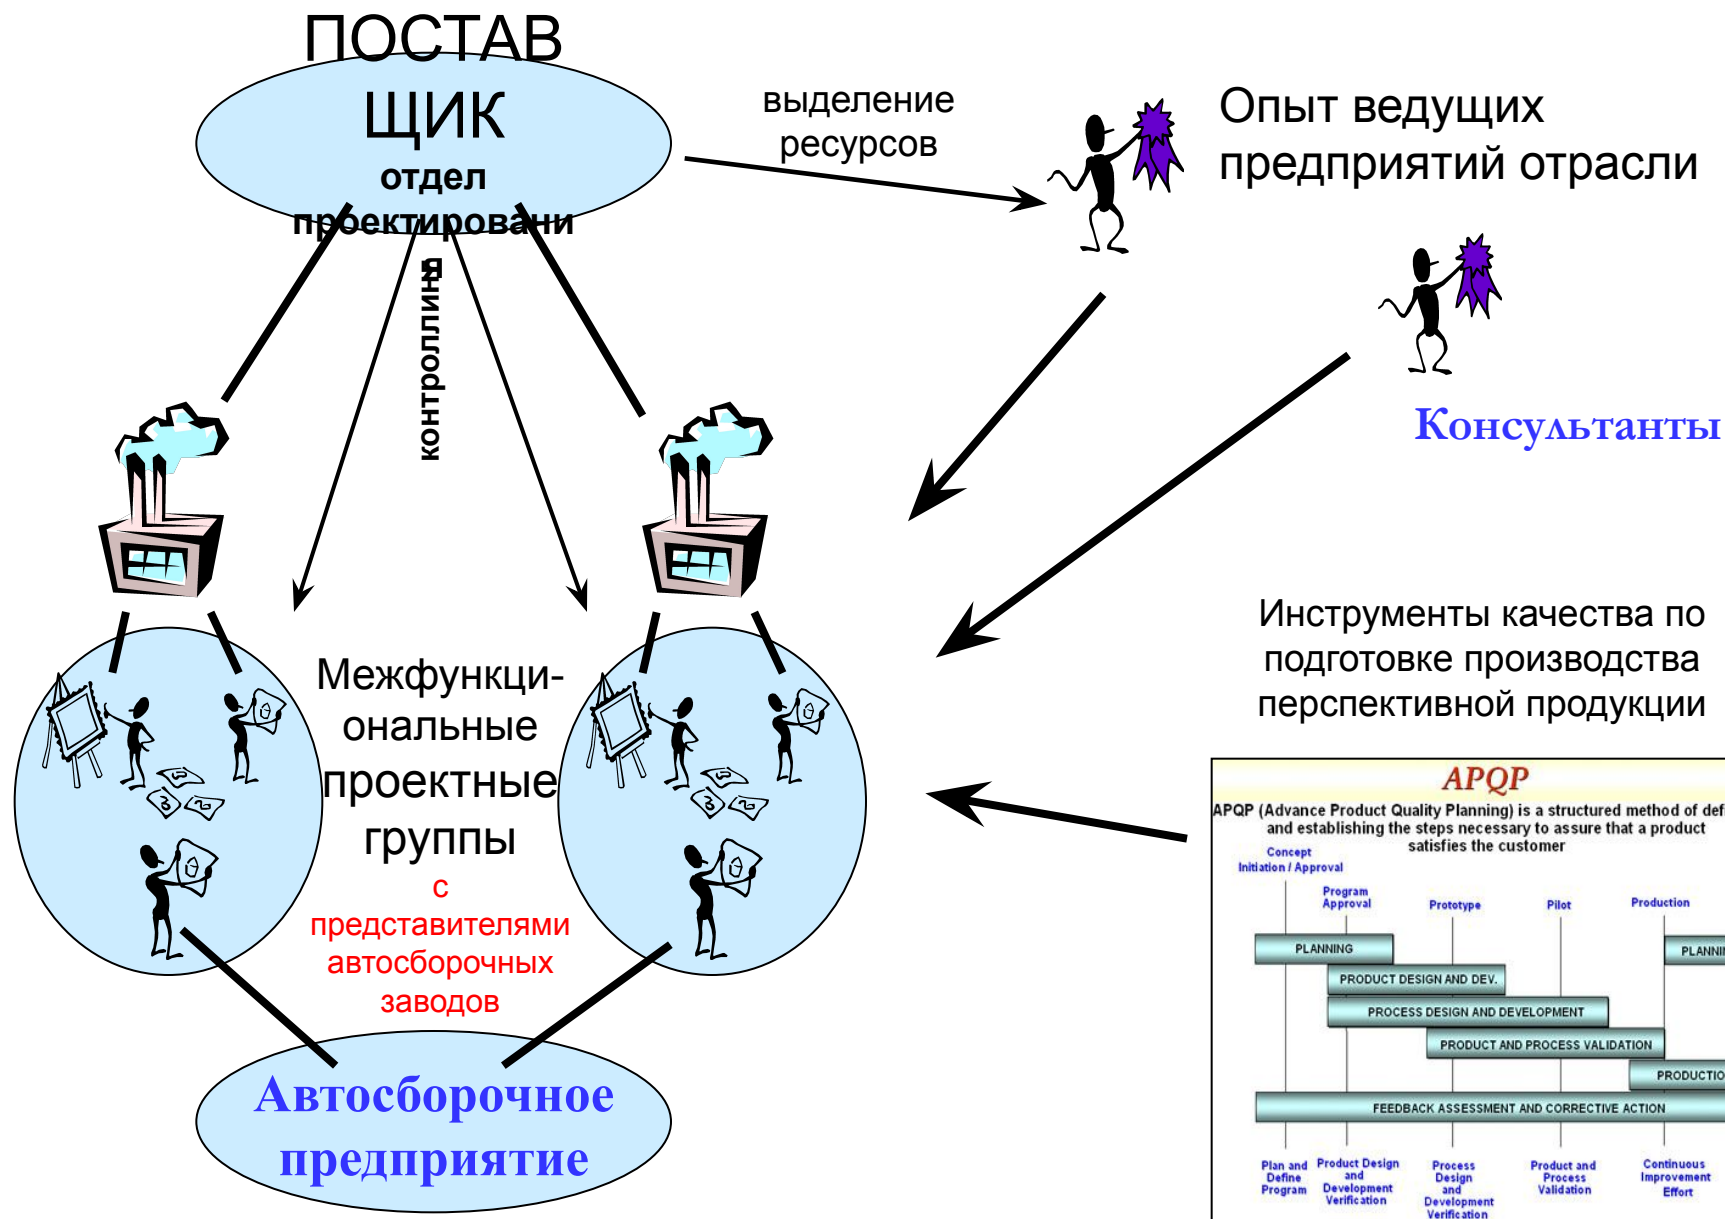 ПОСТАВ
ЩИК
отдел
проектировани
я
контроллинг
выделение
ресурсов
Опыт ведущих
предприятий отрасли
Консультанты
Межфункци-
ональные
проектные
группы
с
представителями
автосборочных
заводов
Автосборочное
предприятие
Инструменты качества по
подготовке производства
перспективной продукции
APQP
APQP (Advance Product Quality Planning) is a structured method of defi
and establishing the steps necessary to assure that a product
satisfies the customer
Concept
Initiation / Approval
Program
Approval
Prototype
Pilot
Production
PLANNING
PLANNIN
PRODUCT DESIGN AND DEV.
PROCESS DESIGN AND DEVELOPMENT
PRODUCT AND PROCESS VALIDATION
PRODUCTIO
FEEDBACK ASSESSMENT AND CORRECTIVE ACTION
Plan and
Define
Program
Product Design
and
Development
Verification
Process
Design
and
Development
Verification
Product and
Process
Validation
Continuous
Improvement
Effort